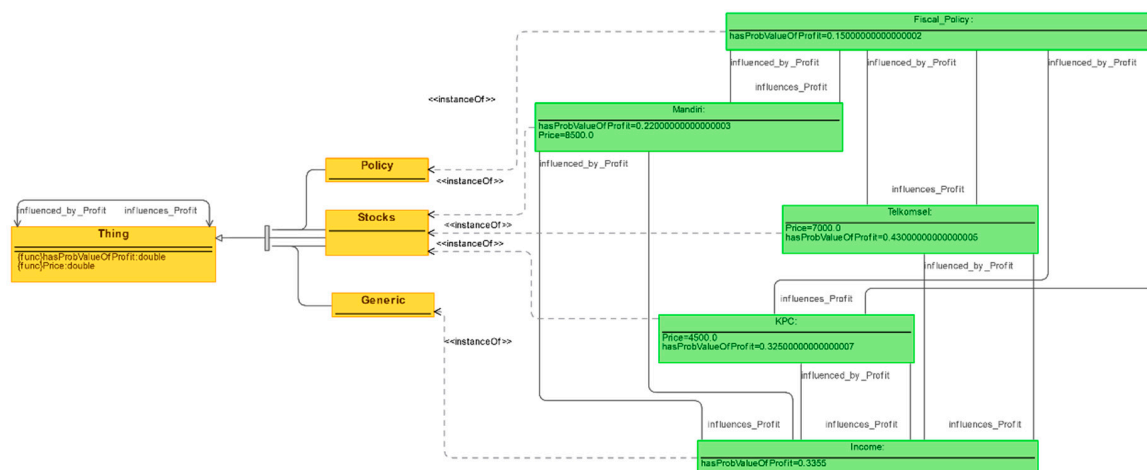 Fiscal_Policy:
hasProbValueOfProfit=0.15000000000000002
influenced_by_Profit
influenced_by_Profit
influenced_by_Profit
influences_Profit
<<instanceOf>>
Mandiri:
hasProbValueOfProfit=0.22000000000000003
Price=8500.0
influenced_by_Profit
Policy
<<instanceOf>>
influences_Profit
Stocks
influenced_by_Profit
influences_Profit
Telkomsel:
<<instanceOf>>
Price=7000.0
Thing
hasProbValueOfProfit=0.43000000000000005
<<instanceOf>>
{func}hasProbValueOfProfit:double
{func}Price:double
influenced_by_Profit
influences_Profit
Generic
KPC:
<<instanceOf>>
Price=4500.0
hasProbValueOfProfit=0.32500000000000007
<<instanceOf>>
influenced_by_Profit
influences_Profit
influences_Profit
influences_Profit
Income:
hasProbValueOfProfit=0.3355